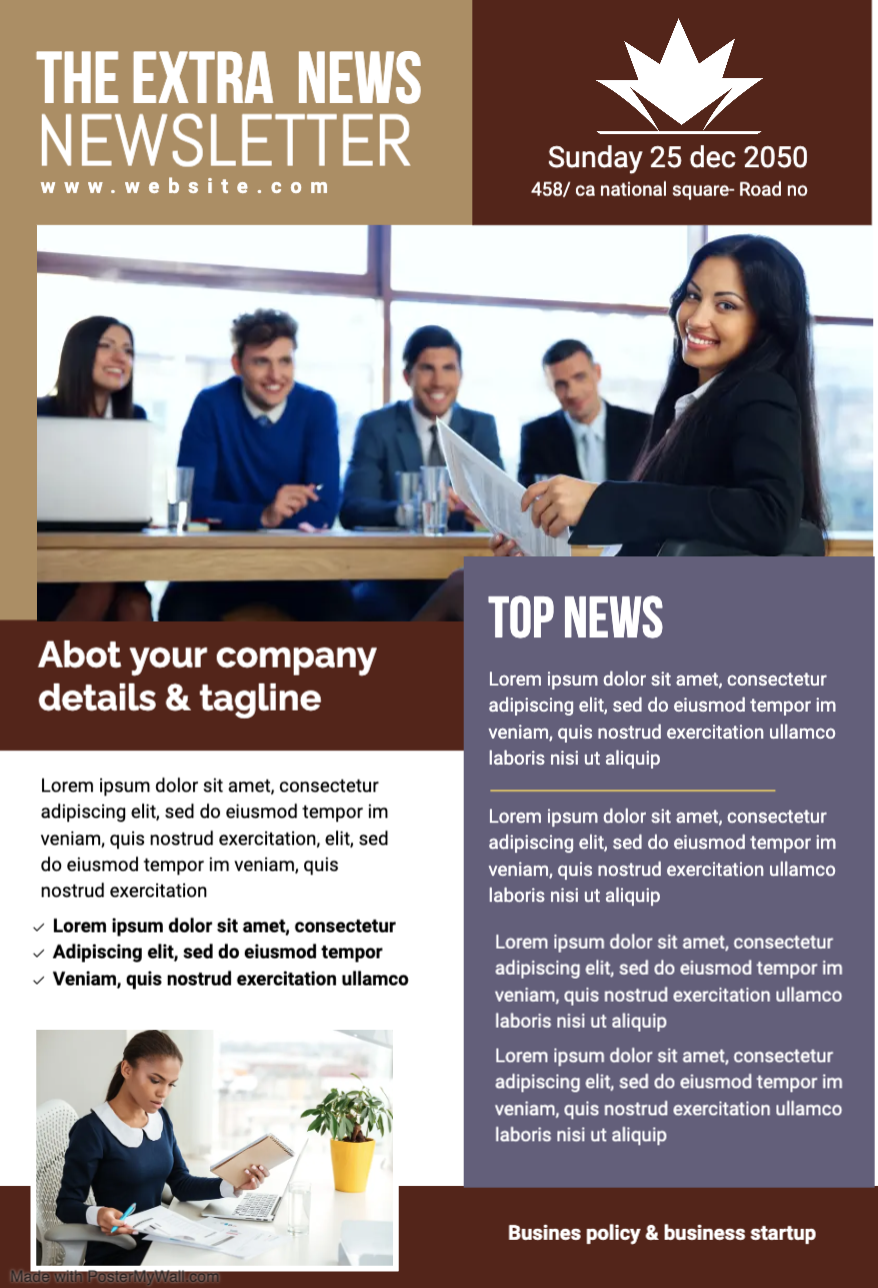 THE EXTRA NEWS
NEWSLETTER
www.website.com
Sunday 25 dec 2050
458/ ca national square- Road no
Abot your company
details & tagline
Lorem ipsum dolor sit amet, consectetur
adipiscing elit, sed do eiusmod tempor im
veniam, quis nostrud exercitation, elit, sed
do eiusmod tempor im veniam, quis
nostrud exercitation
✓ Lorem ipsum dolor sit amet, consectetur
✓ Adipiscing elit, sed do eiusmod tempor
✓ Veniam, quis nostrud exercitation ullamco
TOP NEWS
Lorem ipsum dolor sit amet, consectetur
adipiscing elit, sed do eiusmod tempor im
veniam, quis nostrud exercitation ullamco
laboris nisi ut aliquip
Lorem ipsum dolor sit amet, consectetur
adipiscing elit, sed do eiusmod tempor im
veniam, quis nostrud exercitation ullamco
laboris nisi ut aliquip
Lorem ipsum dolor sit amet, consectetur
adipiscing elit, sed do eiusmod tempor im
veniam, quis nostrud exercitation ullamco
laboris nisi ut aliquip
Lorem ipsum dolor sit amet, consectetur
adipiscing elit, sed do eiusmod tempor im
veniam, quis nostrud exercitation ullamco
laboris nisi ut aliquip
Busines policy & business startup
Made with PosterMyWall.com